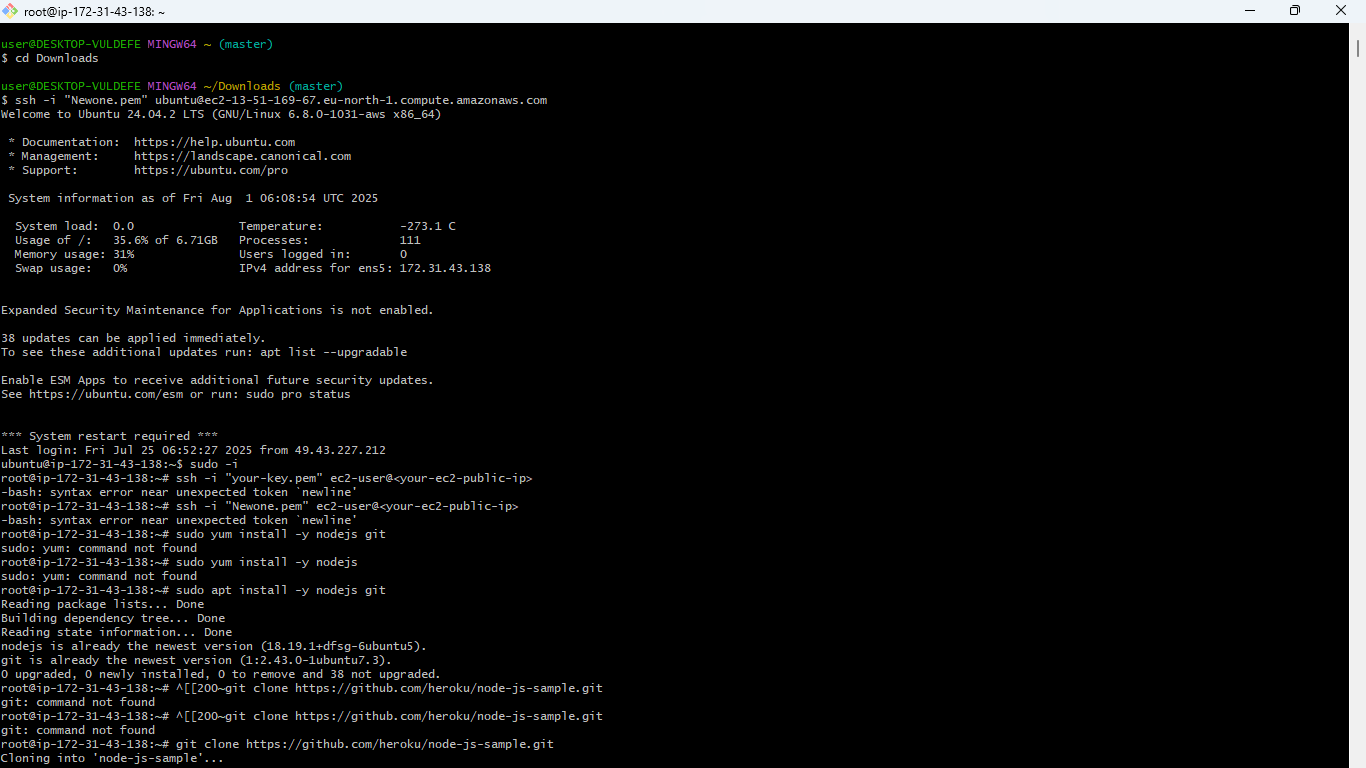 root@ip-172-31-43-138: ~
user@DESKTOP-VULDEFE MINGW64 ~ (master)
$ cd Downloads
user@DESKTOP-VULDEFE MINGW64 ~/Downloads (master)
$ ssh -i "Newone.pem" ubuntu@ec2-13-51-169-67.eu-north-1.compute.amazonaws.com
Welcome to Ubuntu 24.04.2 LTS (GNU/Linux 6.8.0-1031-aws x86_64)
* Documentation:  https://help.ubuntu.com
* Management:     https://landscape.canonical.com
* Support:        https://ubuntu.com/pro
System information as of Fri Aug  1 06:08:54 UTC 2025
System load:  0.0               Temperature:           -273.1 C
Usage of /:   35.6% of 6.71GB   Processes:             111
Memory usage: 31%               Users logged in:       0
Swap usage:   0%                IPv4 address for ens5: 172.31.43.138
Expanded Security Maintenance for Applications is not enabled.
38 updates can be applied immediately.
To see these additional updates run: apt list --upgradable
Enable ESM Apps to receive additional future security updates.
See https://ubuntu.com/esm or run: sudo pro status
*** System restart required ***
Last login: Fri Jul 25 06:52:27 2025 from 49.43.227.212
ubuntu@ip-172-31-43-138:~$ sudo -i
root@ip-172-31-43-138:~# ssh -i "your-key.pem" ec2-user@<your-ec2-public-ip>
-bash: syntax error near unexpected token `newline'
root@ip-172-31-43-138:~# ssh -i "Newone.pem" ec2-user@<your-ec2-public-ip>
-bash: syntax error near unexpected token `newline'
root@ip-172-31-43-138:~# sudo yum install -y nodejs git
sudo: yum: command not found
root@ip-172-31-43-138:~# sudo yum install -y nodejs
sudo: yum: command not found
root@ip-172-31-43-138:~# sudo apt install -y nodejs git
Reading package lists... Done
Building dependency tree... Done
Reading state information... Done
nodejs is already the newest version (18.19.1+dfsg-6ubuntu5).
git is already the newest version (1:2.43.0-1ubuntu7.3).
0 upgraded, 0 newly installed, 0 to remove and 38 not upgraded.
root@ip-172-31-43-138:~# ^[[200~git clone https://github.com/heroku/node-js-sample.git
git: command not found
root@ip-172-31-43-138:~# ^[[200~git clone https://github.com/heroku/node-js-sample.git
git: command not found
root@ip-172-31-43-138:~# git clone https://github.com/heroku/node-js-sample.git
Cloning into 'node-js-sample'...